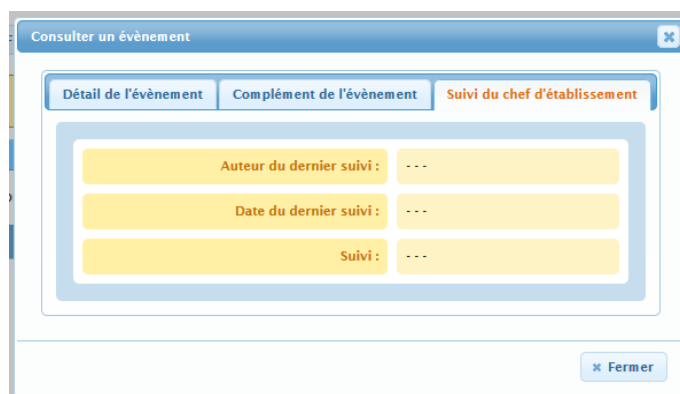 Consulter un évènement
Détail de l'évènement Complément de l'évènement Suivi du chef d'établissement
Auteur du dernier suivi : - - -
Date du dernier suivi : - - -
Suivi : - - -
Fermer